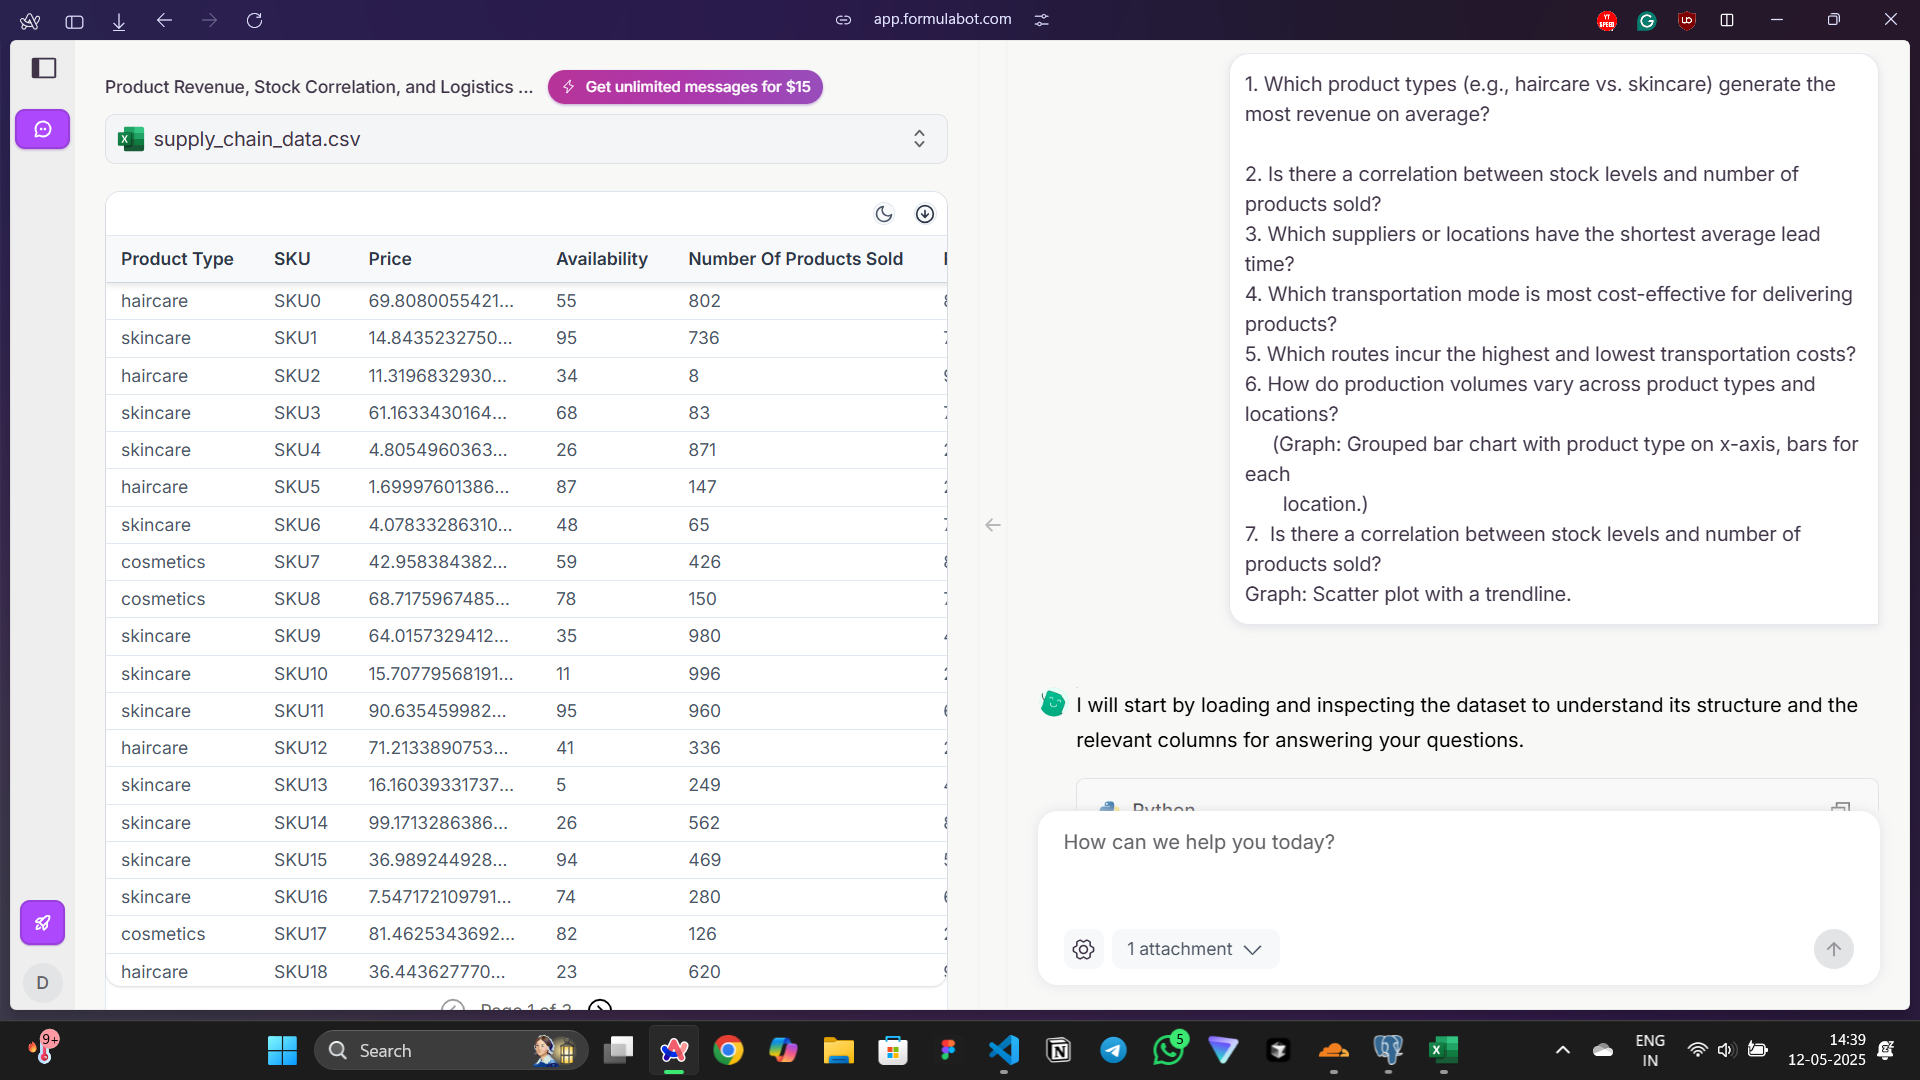 app.formulabot.com
Product Revenue, Stock Correlation, and Logistics ...
Get unlimited messages for $15
supply_chain_data.csv
Product Type SKU Price Availability Number Of Products Sold
haircare SKU0 69.8080055421... 55 802
skincare SKU1 14.8435232750... 95 736
haircare SKU2 11.3196832930... 34 8
skincare SKU3 61.1633430164... 68 83
skincare SKU4 4.8054960363... 26 871
haircare SKU5 1.69997601386... 87 147
skincare SKU6 4.07833286310... 48 65
cosmetics SKU7 42.958384382... 59 426
cosmetics SKU8 68.7175967485... 78 150
skincare SKU9 64.0157329412... 35 980
skincare SKU10 15.70779568191... 11 996
skincare SKU11 90.635459982... 95 960
haircare SKU12 71.2133890753... 41 336
skincare SKU13 16.16039331737... 5 249
skincare SKU14 99.1713286386... 26 562
skincare SKU15 36.989244928... 94 469
skincare SKU16 7.547172109791... 74 280
cosmetics SKU17 81.4625343692... 82 126
haircare SKU18 36.443627770... 23 620
Page 1 of 3
D
1. Which product types (e.g., haircare vs. skincare) generate the
most revenue on average?
2. Is there a correlation between stock levels and number of
products sold?
3. Which suppliers or locations have the shortest average lead
time?
4. Which transportation mode is most cost-effective for delivering
products?
5. Which routes incur the highest and lowest transportation costs?
6. How do production volumes vary across product types and
locations?
(Graph: Grouped bar chart with product type on x-axis, bars for
each
location.)
7. Is there a correlation between stock levels and number of
products sold?
Graph: Scatter plot with a trendline.
I will start by loading and inspecting the dataset to understand its structure and the
relevant columns for answering your questions.
Python
How can we help you today?
1 attachment
9+
Search
5
ENG
IN
14:39
12-05-2025